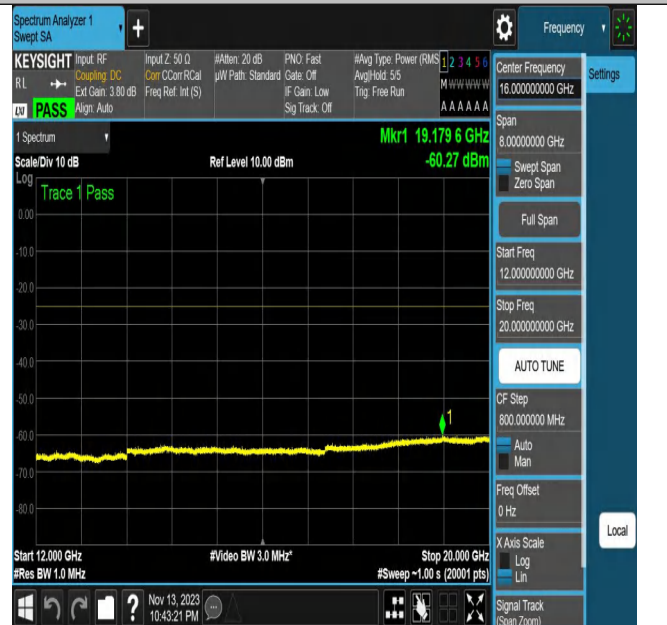 Spectrum Analyzer 1
Swept SA
+
Frequency
KEYSIGHT
RL
LXI
PASS
Input: RF
Coupling: DC
Ext Gain: 3.80 dB
Align: Auto
Input Z: 50 Ω
Corr CCorr RCal
Freq Ref: Int (S)
#Atten: 20 dB
µW Path: Standard
PNO: Fast
Gate: Off
IF Gain: Low
Sig Track: Off
#Avg Type: Power (RMS
Avg|Hold: 5/5
Trig: Free Run
1 2 3 4 5 6
M W W W W W
A A A A A A
1 Spectrum
Scale/Div 10 dB
Log
Ref Level 10.00 dBm
Mkr1 19.179 6 GHz
-60.27 dBm
Trace 1 Pass
0.00
-10.0
-20.0
-30.0
-40.0
-50.0
-60.0
-70.0
-80.0
1
Start 12.000 GHz
#Res BW 1.0 MHz
#Video BW 3.0 MHz*
Stop 20.000 GHz
#Sweep ~1.00 s (20001 pts)
Center Frequency
16.000000000 GHz
Settings
Span
8.00000000 GHz
Swept Span
Zero Span
Full Span
Start Freq
12.000000000 GHz
Stop Freq
20.000000000 GHz
AUTO TUNE
CF Step
800.000000 MHz
Auto
Man
Freq Offset
0 Hz
X Axis Scale
Log
Lin
Local
Signal Track
(Span Zoom)
?
Nov 13, 2023
10:43:21 PM